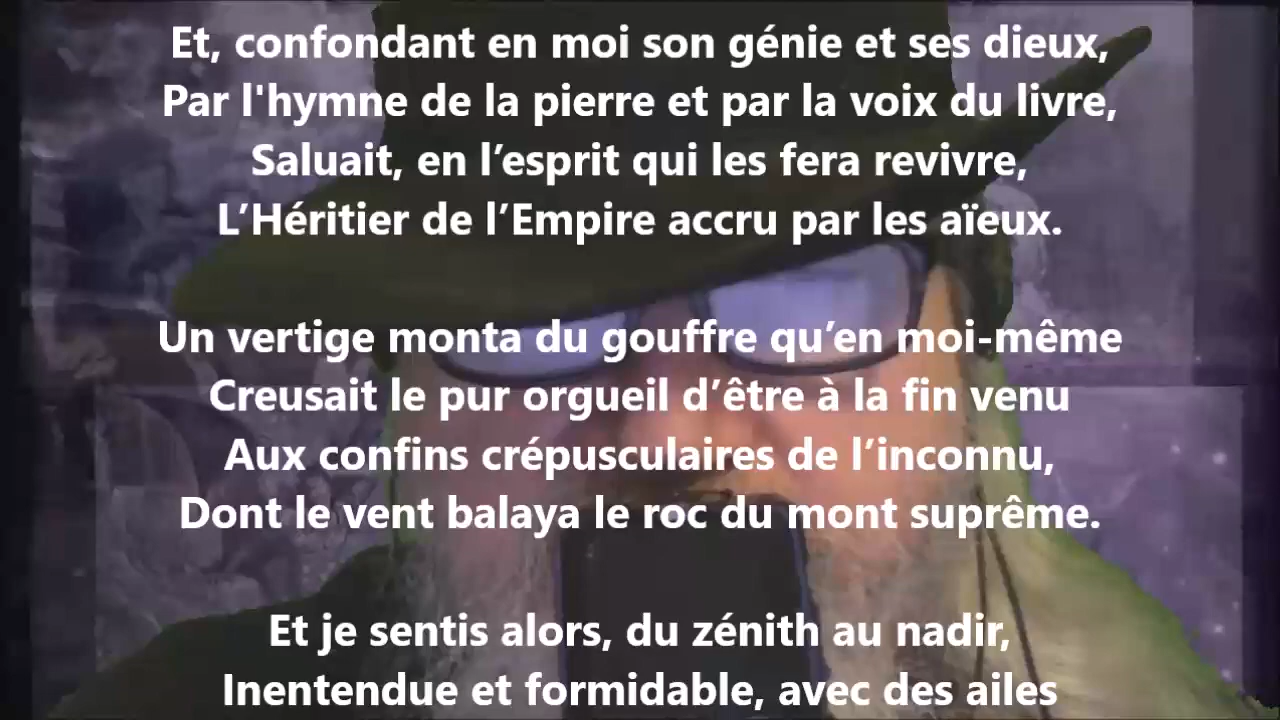 Et, confondant en moi son génie et ses dieux,
Par l'hymne de la pierre et par la voix du livre,
Saluait, en l’esprit qui les fera revivre,
L’Héritier de l’Empire accru par les aïeux.
Un vertige monta du gouffre qu’en moi-même
Creusait le pur orgueil d’être à la fin venu
Aux confins crépusculaires de l’inconnu,
Dont le vent balaya le roc du mont suprême.
Et je sentis alors, du zénith au nadir,
Inentendue et formidable, avec des ailes